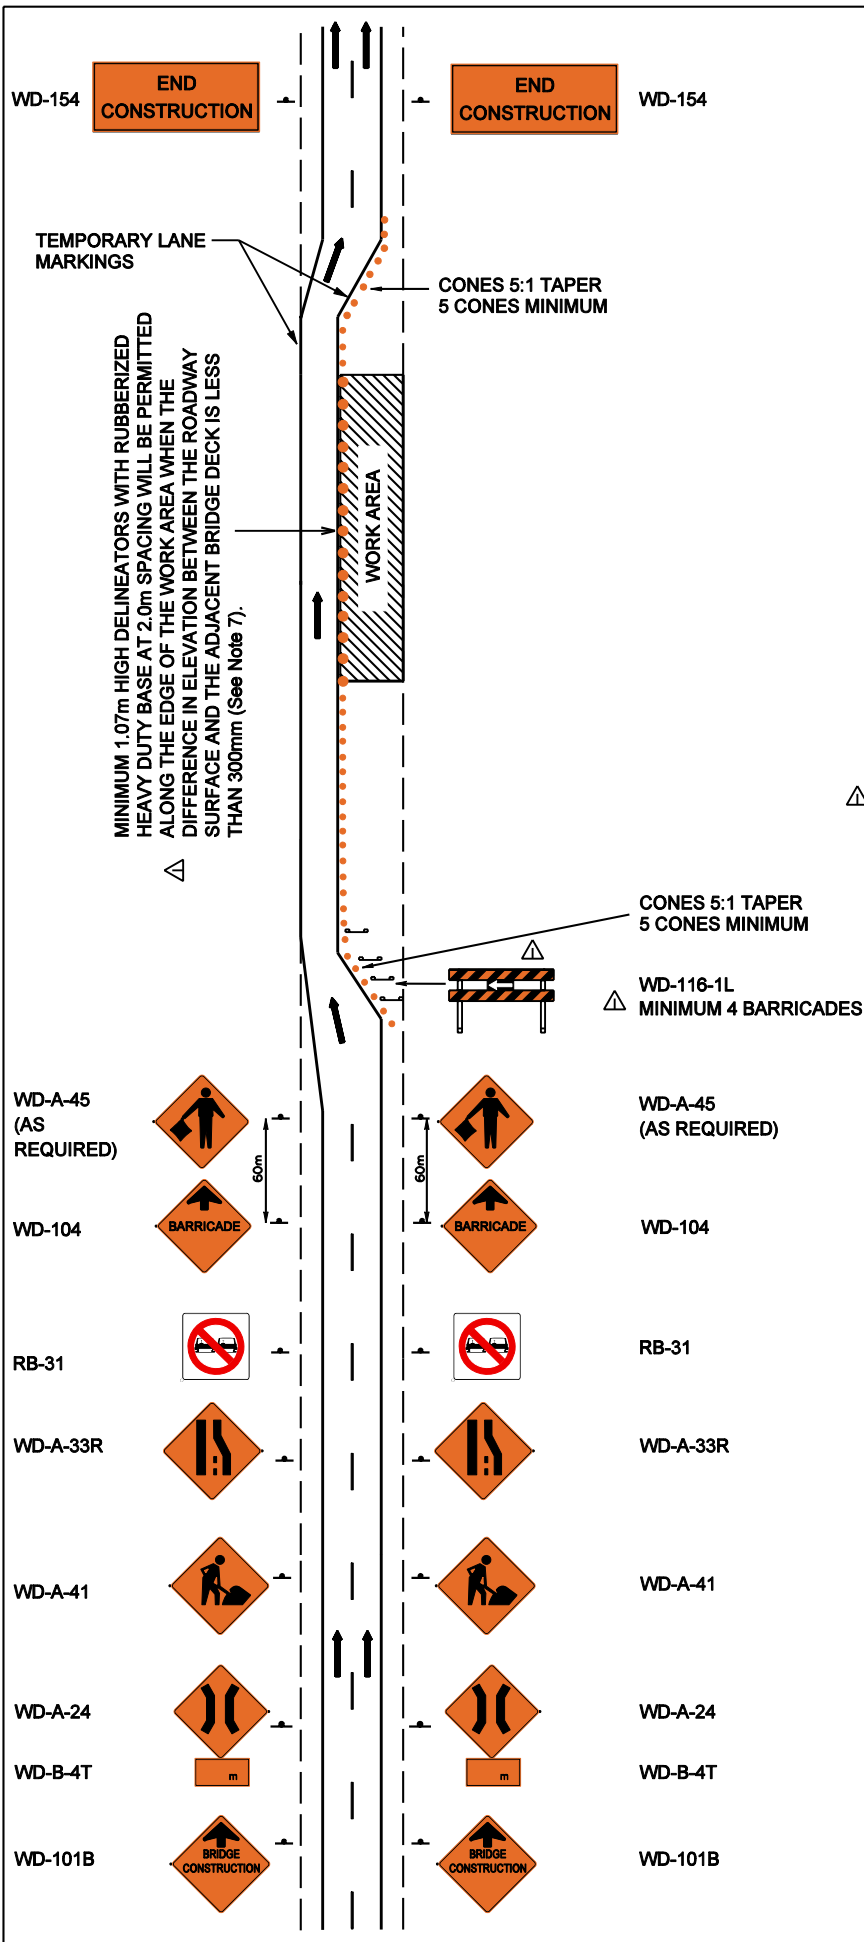 WD-154
END
CONSTRUCTION
END
CONSTRUCTION
WD-154
TEMPORARY LANE
MARKINGS
CONES 5:1 TAPER
5 CONES MINIMUM
MINIMUM 1.07m HIGH DELINEATORS WITH RUBBERIZED
HEAVY DUTY BASE AT 2.0m SPACING WILL BE PERMITTED
ALONG THE EDGE OF THE WORK AREA WHEN THE
DIFFERENCE IN ELEVATION BETWEEN THE ROADWAY
SURFACE AND THE ADJACENT BRIDGE DECK IS LESS
THAN 300mm (See Note 7).
WORK AREA
1
1
CONES 5:1 TAPER
5 CONES MINIMUM
1
WD-116-1L
1
MINIMUM 4 BARRICADES
WD-A-45
(AS
REQUIRED)
60m
60m
WD-A-45
(AS REQUIRED)
WD-104
BARRICADE
BARRICADE
WD-104
RB-31
RB-31
WD-A-33R
WD-A-33R
WD-A-41
WD-A-41
WD-A-24
WD-A-24
WD-B-4T
m
m
WD-B-4T
WD-101B
BRIDGE
CONSTRUCTION
BRIDGE
CONSTRUCTION
WD-101B